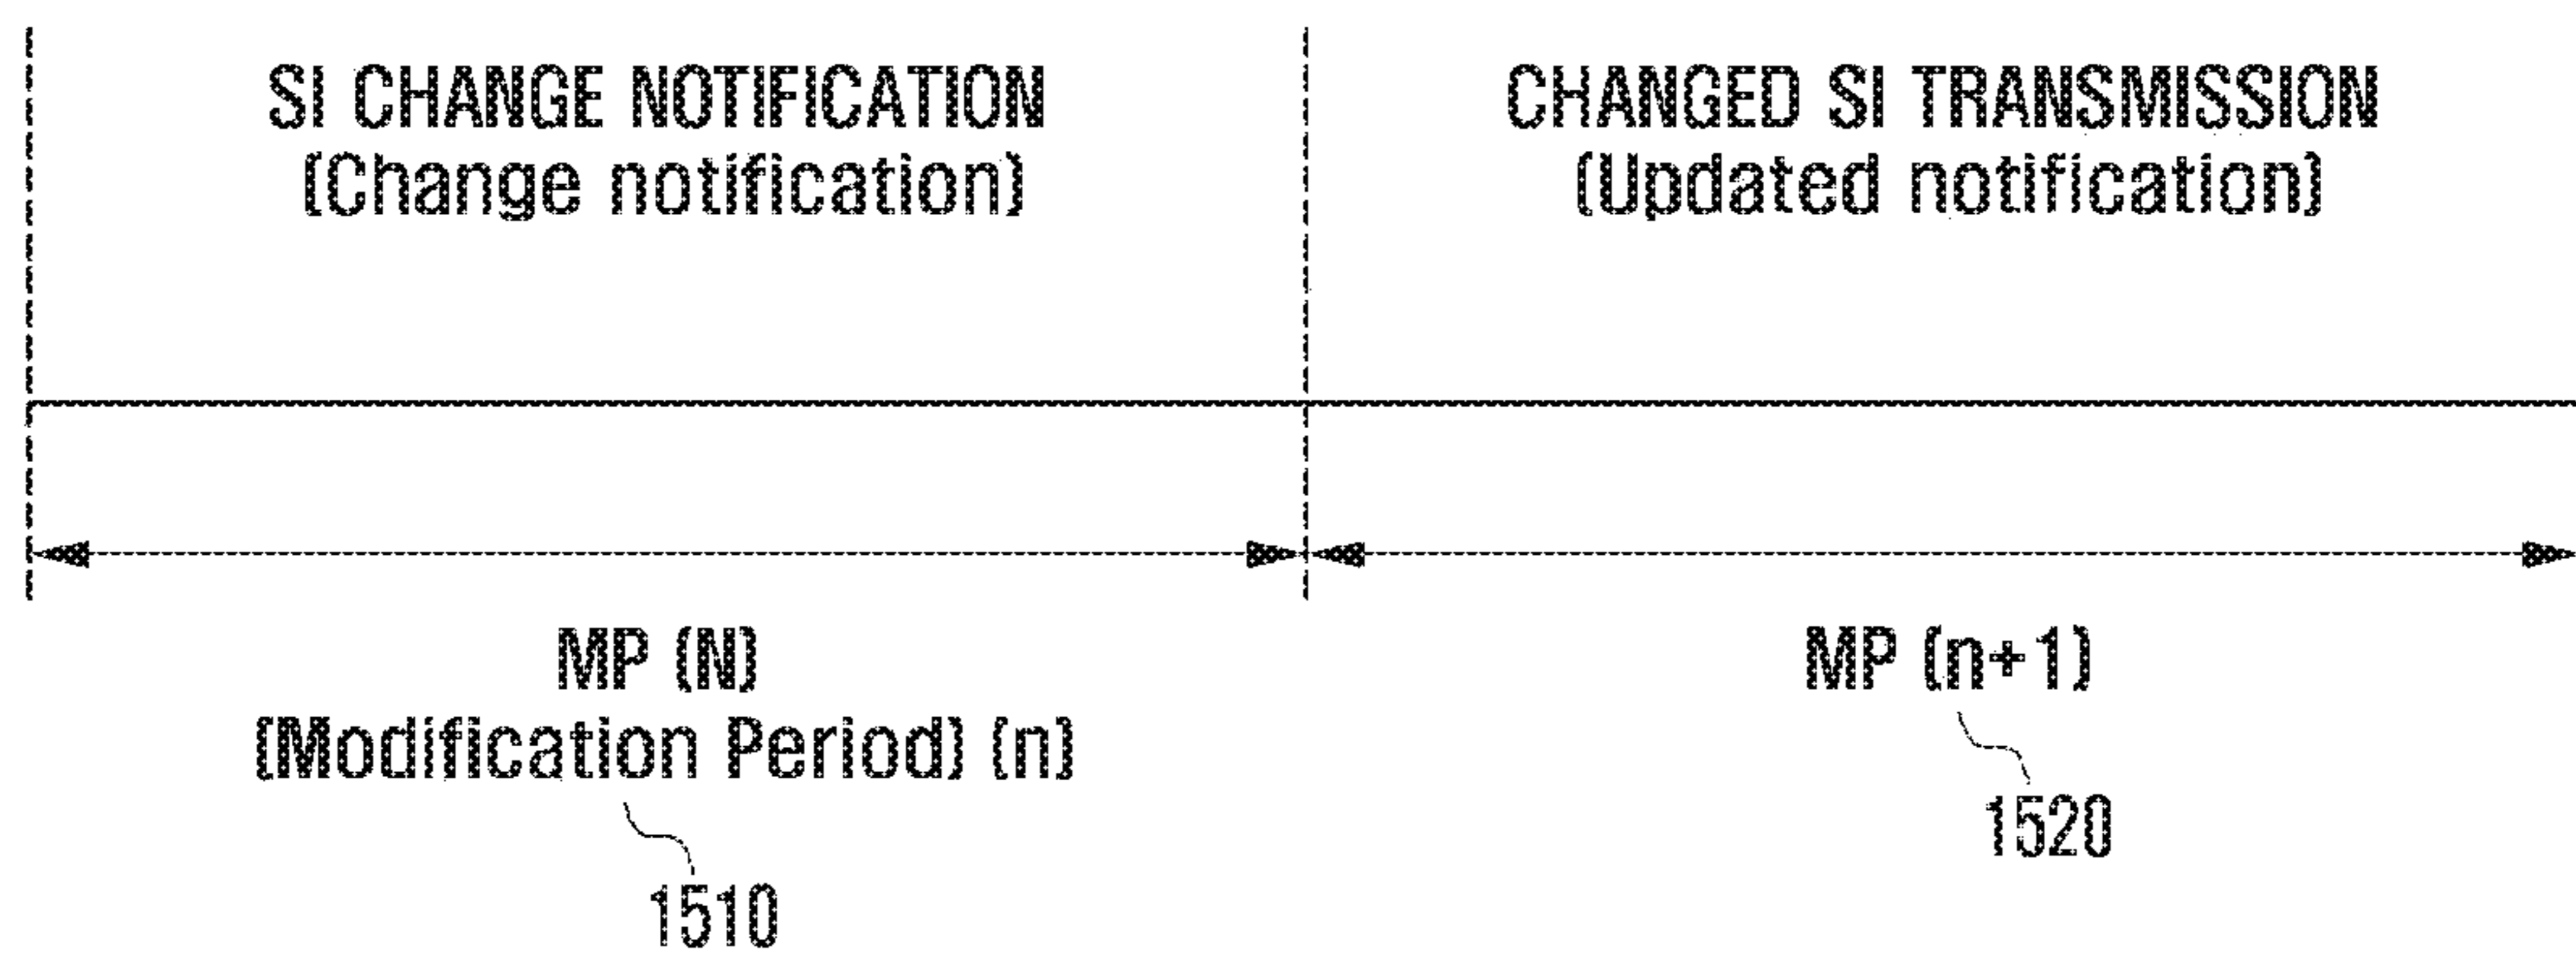 SI CHANGE NOTIFICATION
(Change notification)
CHANGED SI TRANSMISSION
(Updated notification)
MP (N)
(Modification Period) (n)
1510
MP (n+1)
1520